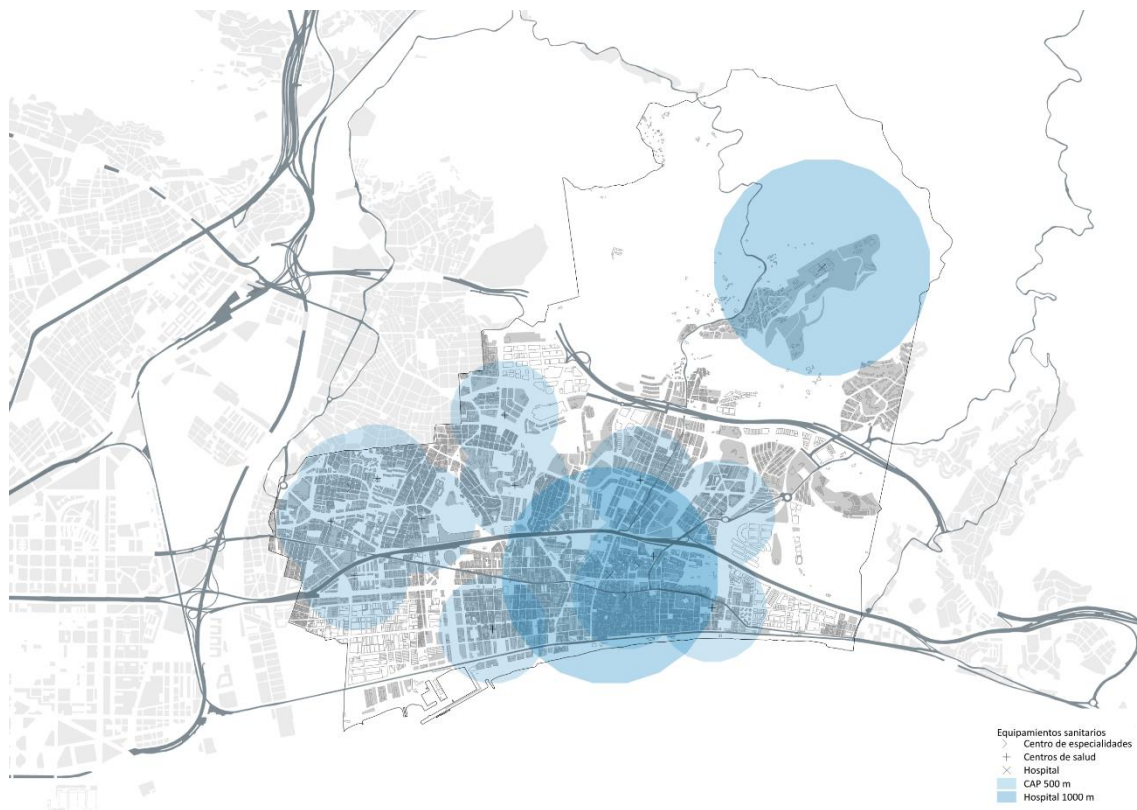 Equipamientos sanitarios
Centro de especialidades
Centros de salud
Hospital
CAP 500 m
Hospital 1000 m